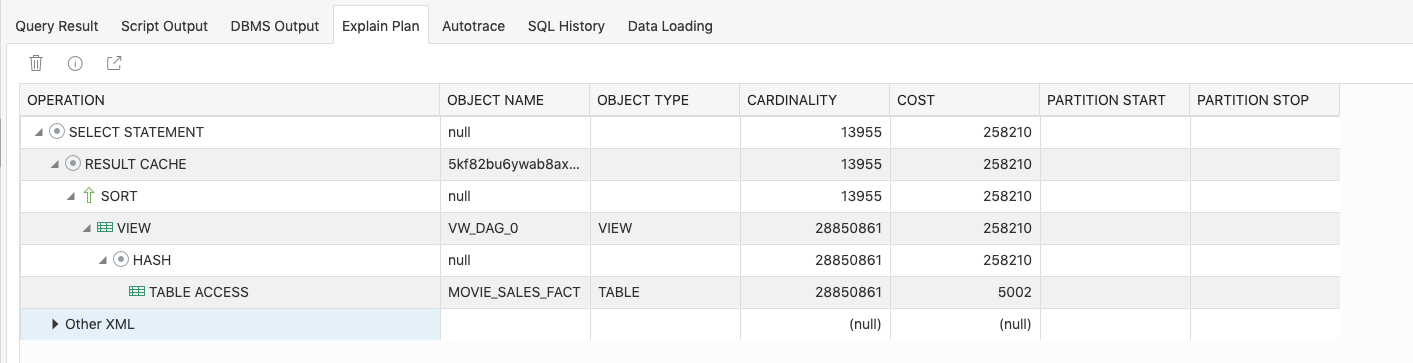 Query Result Script Output DBMS Output Explain Plan Autotrace SQL History Data Loading
OPERATION OBJECT NAME OBJECT TYPE CARDINALITY COST PARTITION START PARTITION STOP
SELECT STATEMENT null 13955 258210
RESULT CACHE 5kf82bu6ywab8ax... 13955 258210
SORT null 13955 258210
VIEW VW_DAG_0 VIEW 28850861 258210
HASH null 28850861 258210
TABLE ACCESS MOVIE_SALES_FACT TABLE 28850861 5002
Other XML (null) (null)